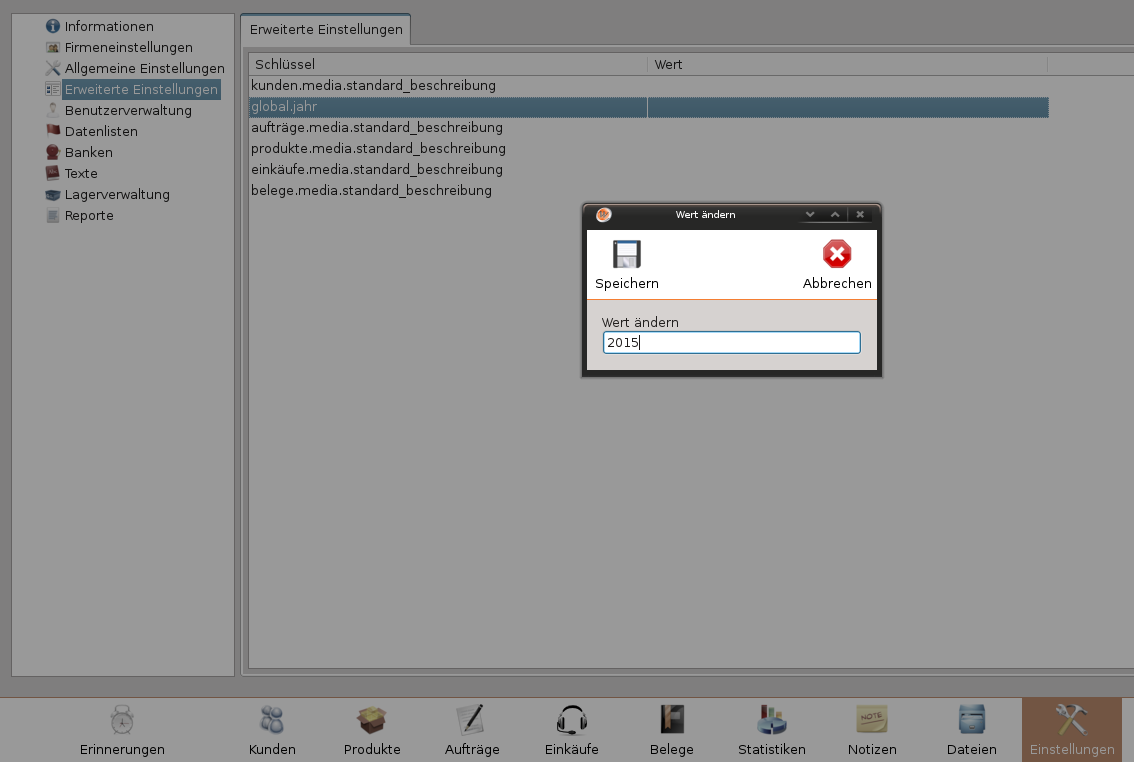 Informationen
Firmeneinstellungen
Allgemeine Einstellungen
Erweiterte Einstellungen
Benutzerverwaltung
Datenlisten
Banken
Texte
Lagerverwaltung
Reporte
Erweiterte Einstellungen
Schlüssel Wert
kunden.media.standard_beschreibung
global.jahr
aufträge.media.standard_beschreibung
produkte.media.standard_beschreibung
einkäufe.media.standard_beschreibung
belege.media.standard_beschreibung
Wert ändern
Speichern Abbrechen
Wert ändern
2015
NOTE
Erinnerungen Kunden Produkte Aufträge Einkäufe Belege Statistiken Notizen Dateien Einstellungen